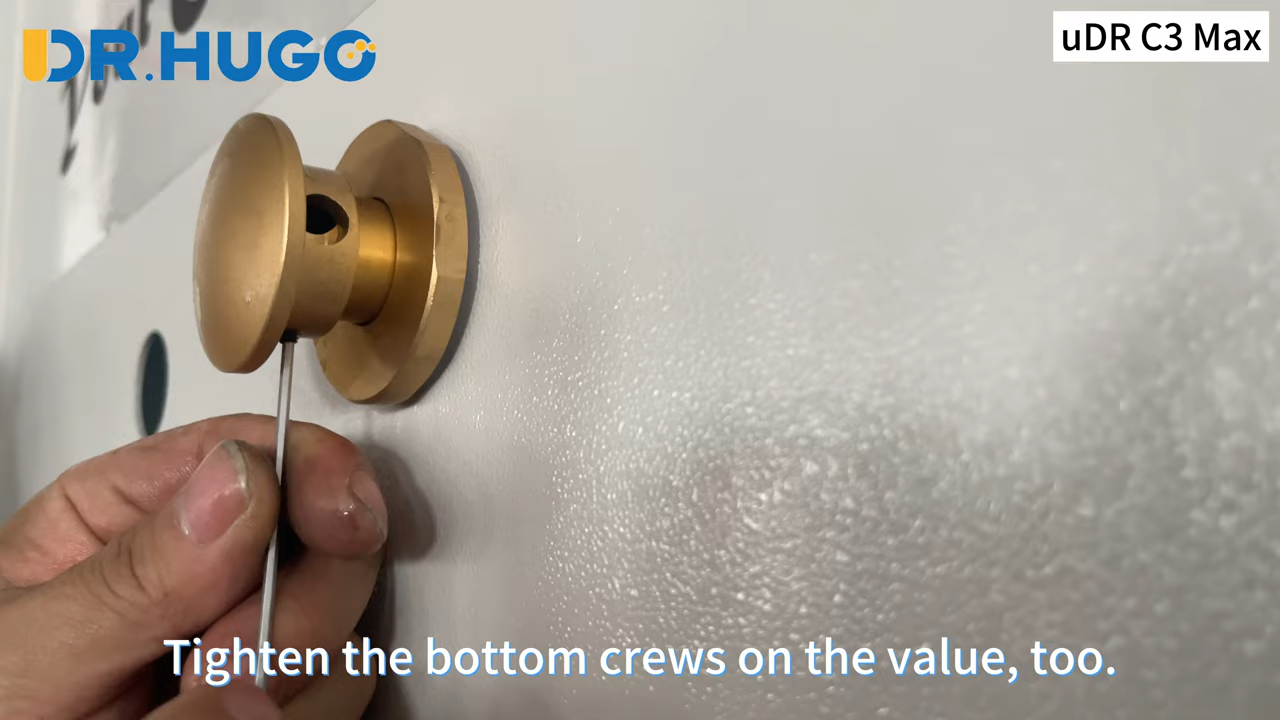 DR.HUGO
uDR C3 Max
Tighten the bottom crews on the value, too.